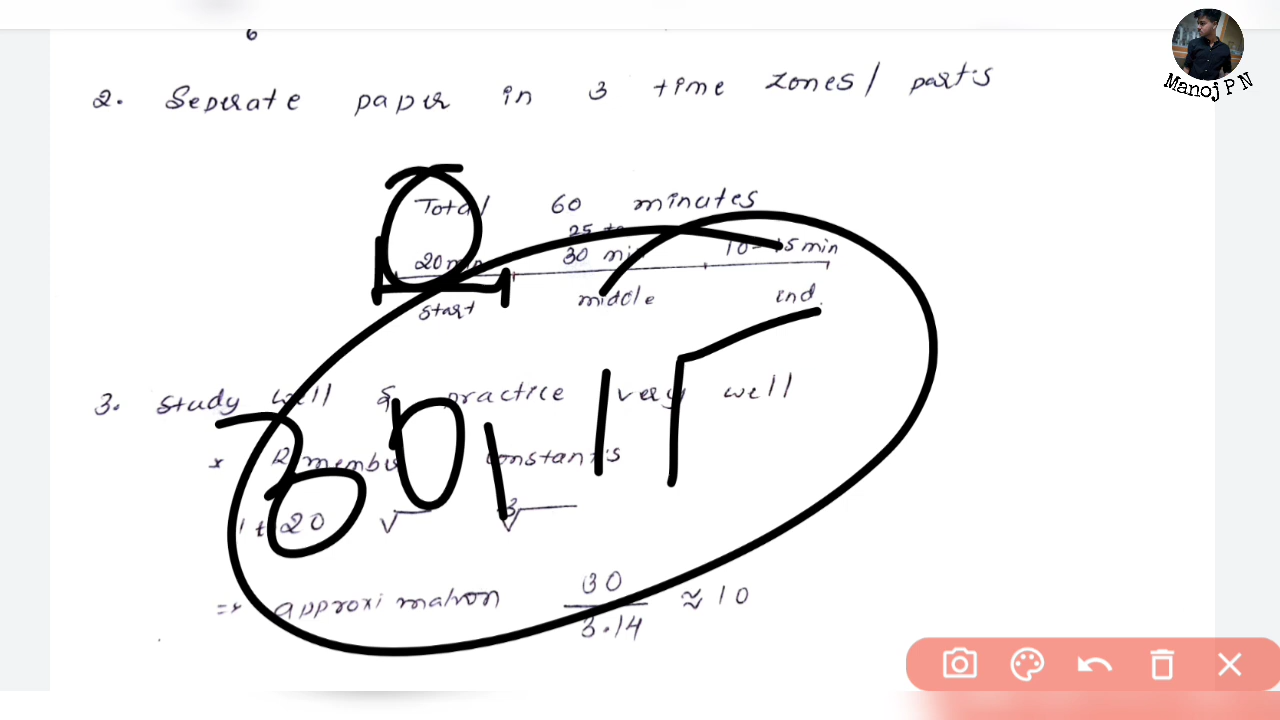 6
2. Seperate paper in 3 time zones/ parts
Manoj P N
Total 60 minutes
25 to
20 min 30 min 10-15 min
start middle end.
3. study well & practice very well
x Remember constants
1 to 20 √ 3√
=x approximation 30
3.14 ≈ 10